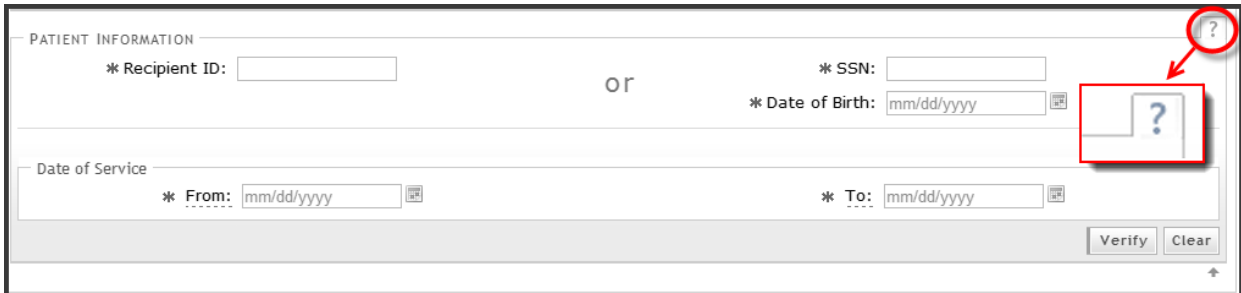 ?
PATIENT INFORMATION
* Recipient ID:
or
* SSN:
* Date of Birth: mm/dd/yyyy
?
Date of Service
* From: mm/dd/yyyy * To: mm/dd/yyyy
Verify Clear